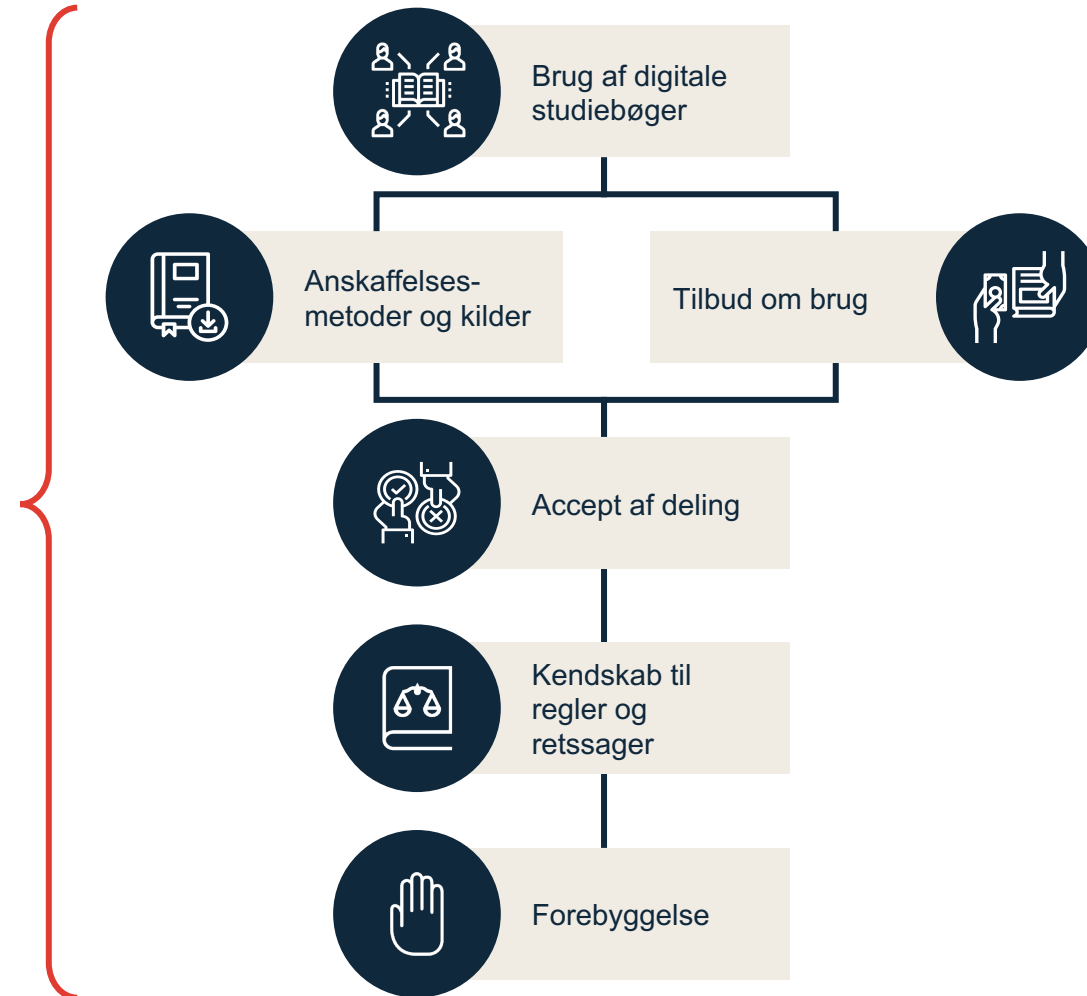 Brug af digitale
studiebøger
Anskaffelses-
metoder og kilder
Tilbud om brug
Accept af deling
Kendskab til
regler og
retssager
Forebyggelse